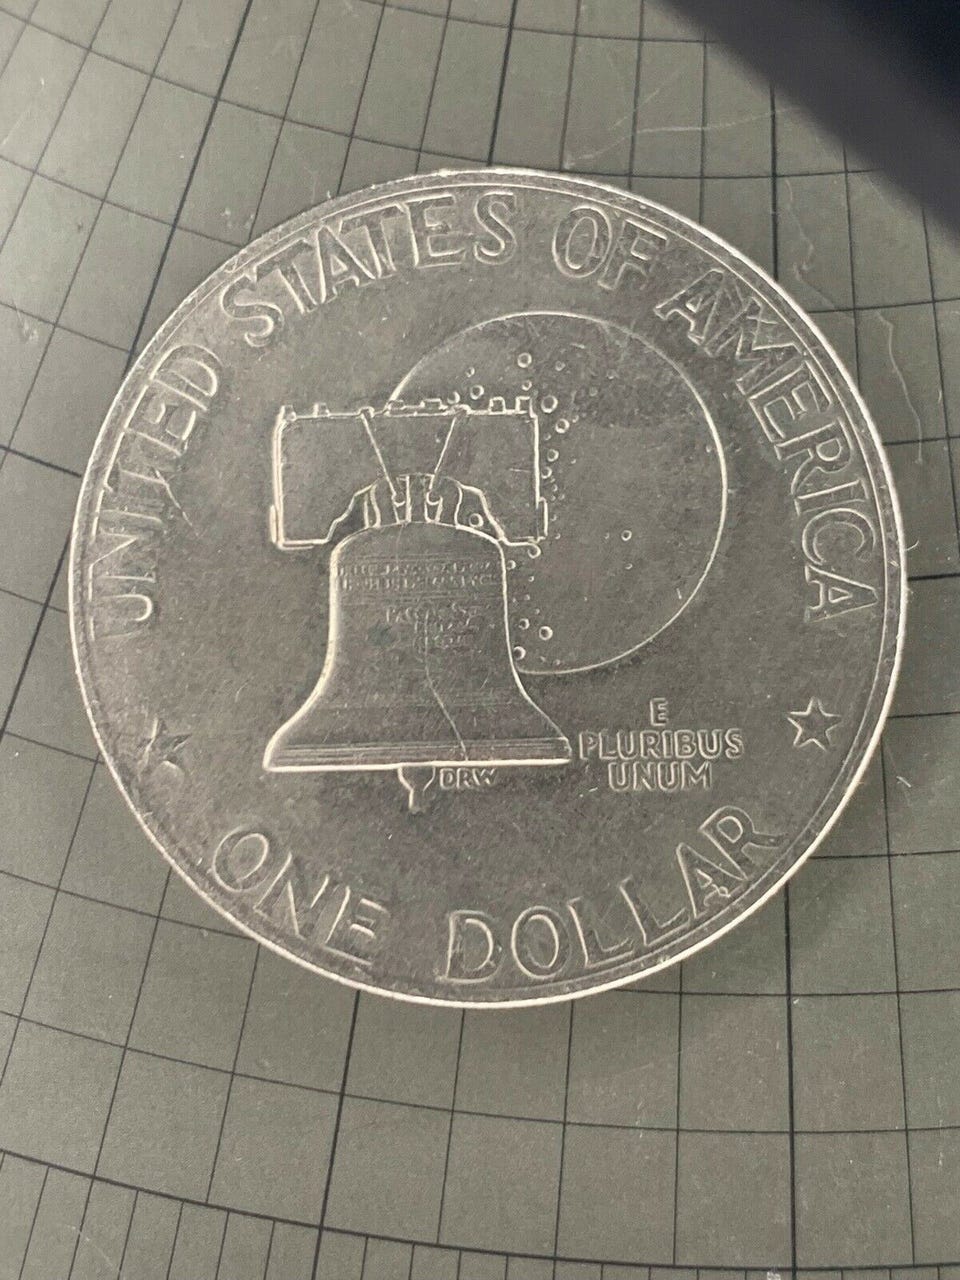 UNITED STATES OF AMERICA
E
PLURIBUS
UNUM
DRW
ONE DOLLAR